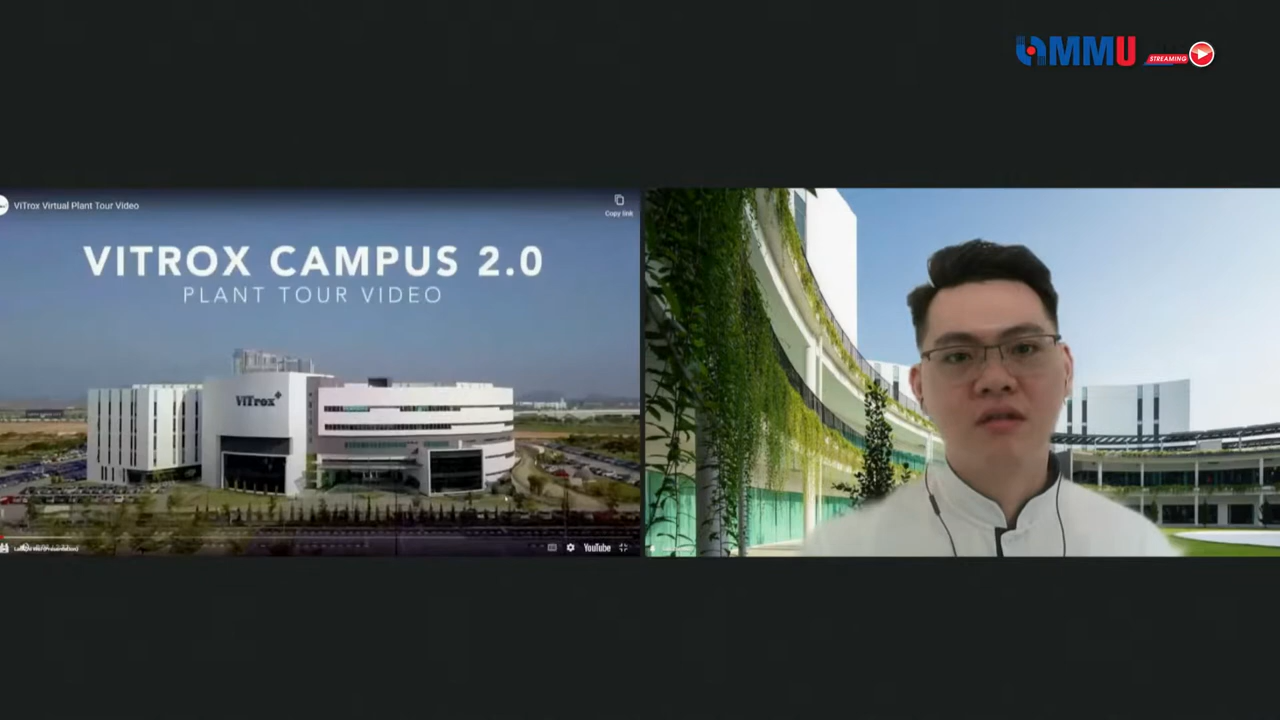 MMU
STREAMING
ViTrox Virtual Plant Tour Video
Copy link
VITROX CAMPUS 2.0
PLANT TOUR VIDEO
ViTrox
YouTube